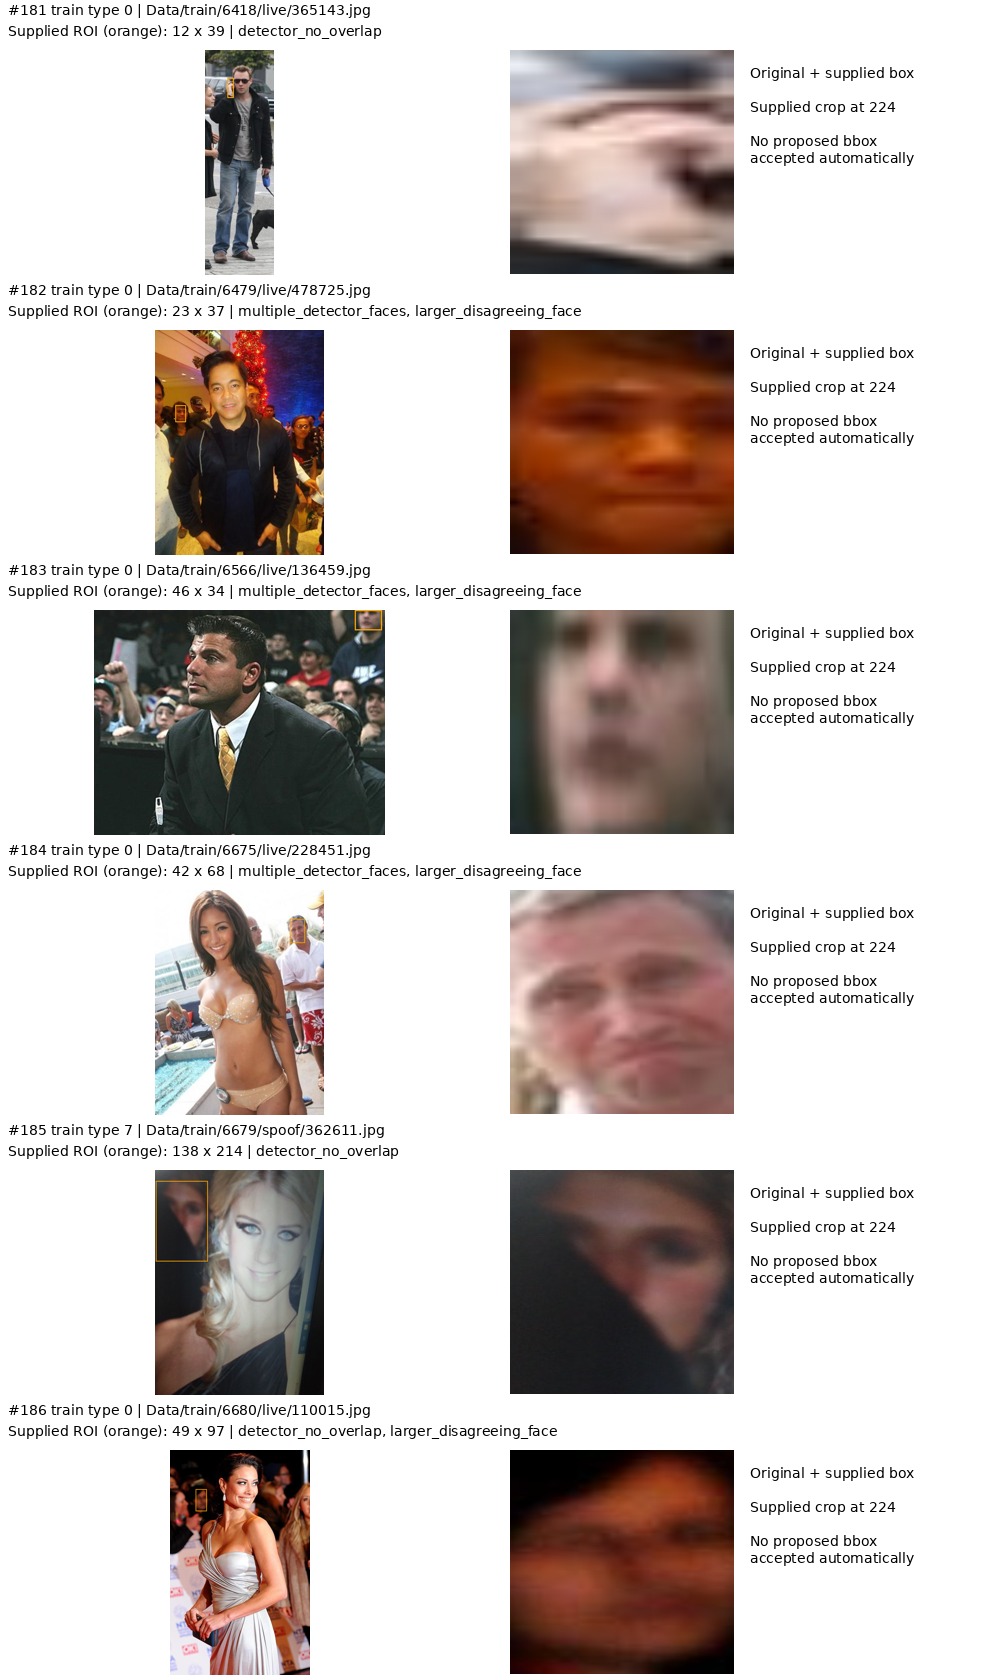 #181 train type 0 | Data/train/6418/live/365143.jpg
Supplied ROI (orange): 12 x 39 | detector_no_overlap
Original + supplied box
Supplied crop at 224
No proposed bbox
accepted automatically
#182 train type 0 | Data/train/6479/live/478725.jpg
Supplied ROI (orange): 23 x 37 | multiple_detector_faces, larger_disagreeing_face
Original + supplied box
Supplied crop at 224
No proposed bbox
accepted automatically
#183 train type 0 | Data/train/6566/live/136459.jpg
Supplied ROI (orange): 46 x 34 | multiple_detector_faces, larger_disagreeing_face
Original + supplied box
Supplied crop at 224
No proposed bbox
accepted automatically
#184 train type 0 | Data/train/6675/live/228451.jpg
Supplied ROI (orange): 42 x 68 | multiple_detector_faces, larger_disagreeing_face
Original + supplied box
Supplied crop at 224
No proposed bbox
accepted automatically
#185 train type 7 | Data/train/6679/spoof/362611.jpg
Supplied ROI (orange): 138 x 214 | detector_no_overlap
Original + supplied box
Supplied crop at 224
No proposed bbox
accepted automatically
#186 train type 0 | Data/train/6680/live/110015.jpg
Supplied ROI (orange): 49 x 97 | detector_no_overlap, larger_disagreeing_face
Original + supplied box
Supplied crop at 224
No proposed bbox
accepted automatically